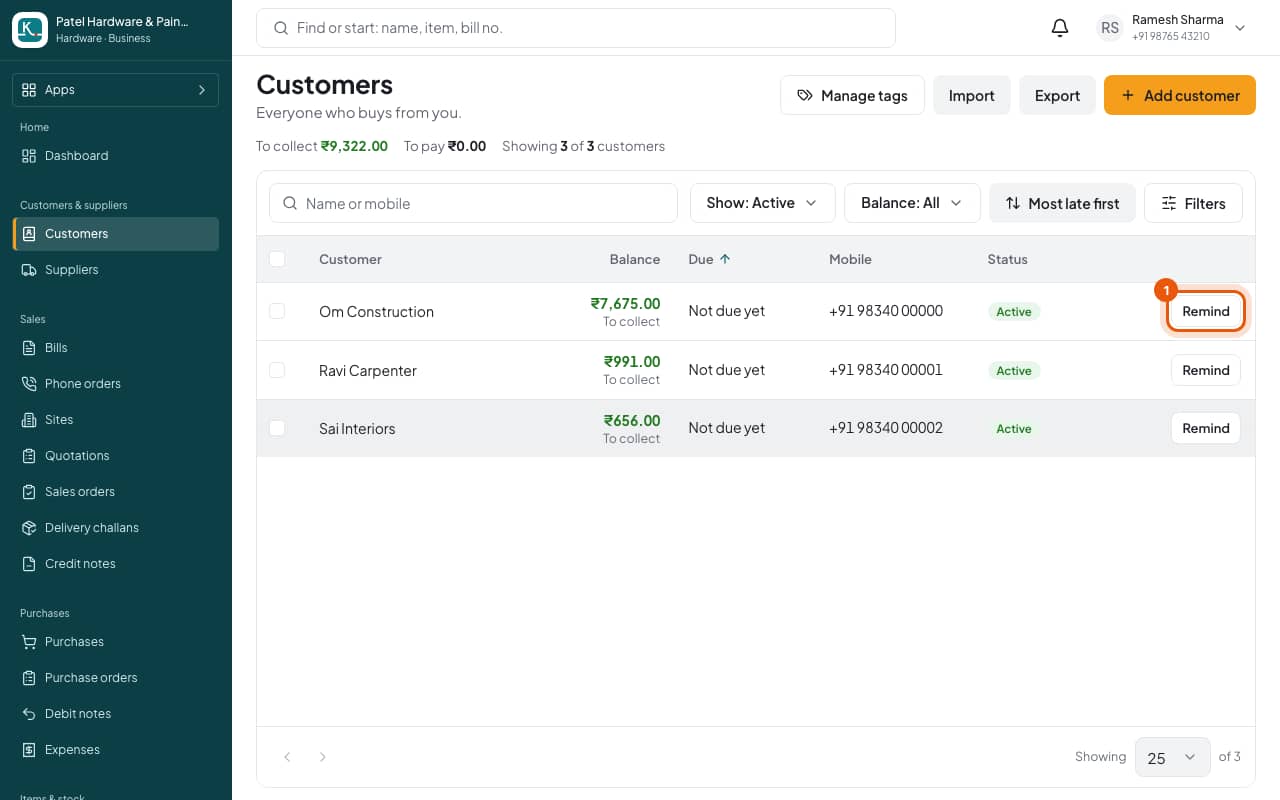 Patel Hardware & Pain...
Hardware · Business
Apps
Home
Dashboard
Customers & suppliers
Customers
Suppliers
Sales
Bills
Phone orders
Sites
Quotations
Sales orders
Delivery challans
Credit notes
Purchases
Purchases
Purchase orders
Debit notes
Expenses
Items & stock
Find or start: name, item, bill no.
RS
Ramesh Sharma
+91 98765 43210
Customers
Everyone who buys from you.
Manage tags
Import
Export
Add customer
To collect ₹9,322.00 To pay ₹0.00 Showing 3 of 3 customers
Name or mobile
Show: Active
Balance: All
Most late first
Filters
Customer Balance Due Mobile Status
1
Om Construction ₹7,675.00 Not due yet +91 98340 00000 Active Remind
To collect
Ravi Carpenter ₹991.00 Not due yet +91 98340 00001 Active Remind
To collect
Sai Interiors ₹656.00 Not due yet +91 98340 00002 Active Remind
To collect
Showing 25 of 3